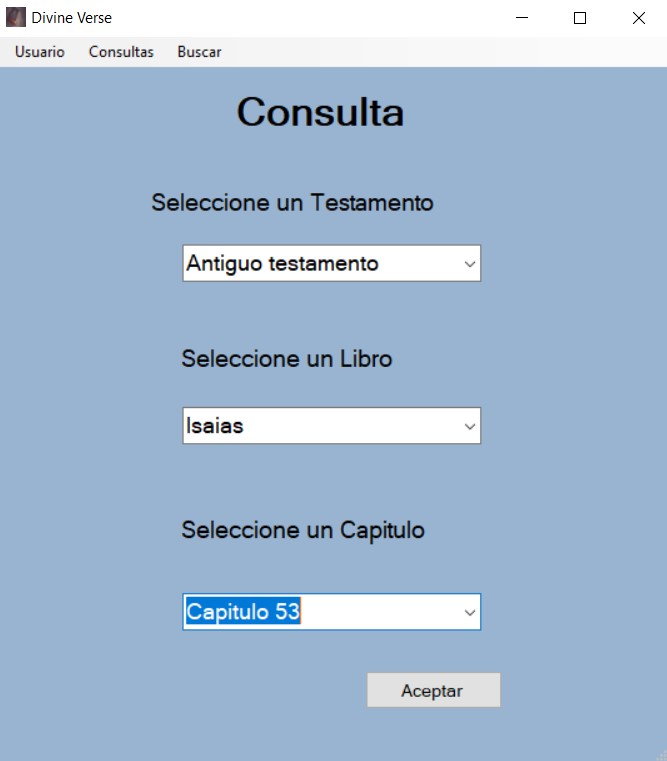 Divine Verse
Usuario Consultas Buscar
Consulta
Seleccione un Testamento
Antiguo testamento
Seleccione un Libro
Isaias
Seleccione un Capitulo
Capitulo 53
Aceptar